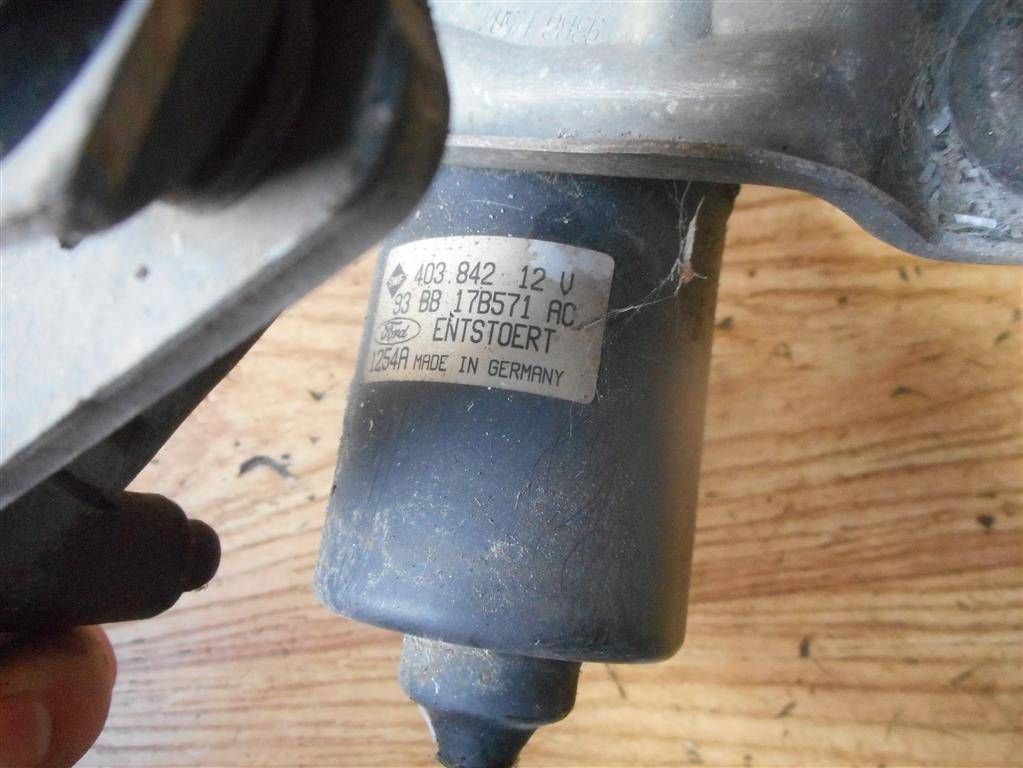 403.842 12 V
93 BB 17B571 AC
Ford ENTSTOERT
1254A MADE IN GERMANY